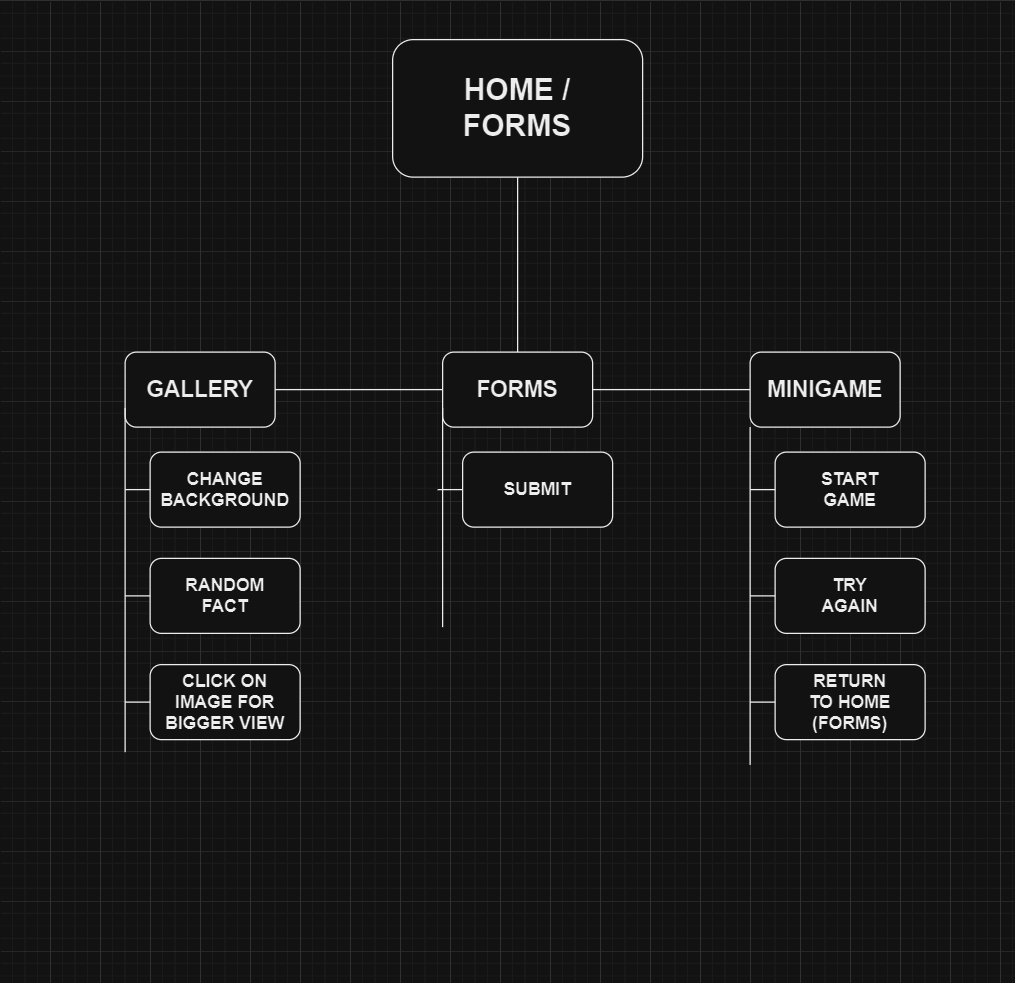 HOME /
FORMS
GALLERY
FORMS
MINIGAME
CHANGE
BACKGROUND
SUBMIT
START
GAME
RANDOM
FACT
TRY
AGAIN
CLICK ON
IMAGE FOR
BIGGER VIEW
RETURN
TO HOME
(FORMS)